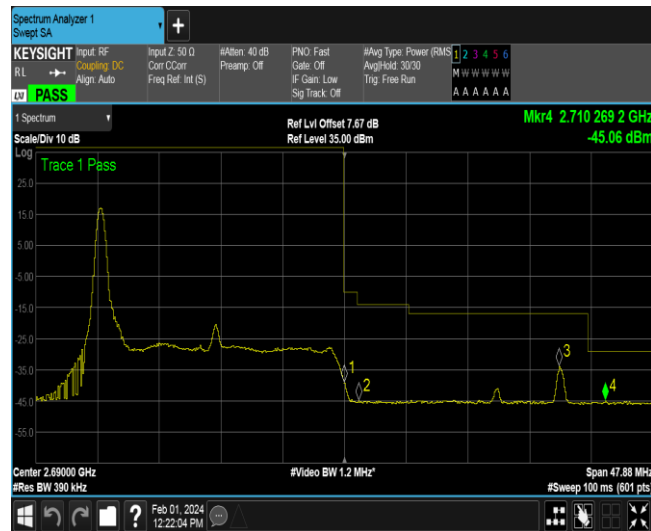 Spectrum Analyzer 1
Swept SA
+
KEYSIGHT
RL
LXI PASS
Input: RF
Coupling: DC
Align: Auto
Input Z: 50 Ω
Corr CCorr
Freq Ref: Int (S)
#Atten: 40 dB
Preamp: Off
PNO: Fast
Gate: Off
IF Gain: Low
Sig Track: Off
#Avg Type: Power (RMS
Avg|Hold: 30/30
Trig: Free Run
1 2 3 4 5 6
M W W W W W
A A A A A A
1 Spectrum
Scale/Div 10 dB
Log
Ref Lvl Offset 7.67 dB
Ref Level 35.00 dBm
Mkr4 2.710 269 2 GHz
-45.06 dBm
Trace 1 Pass
25.0
15.0
5.00
-5.00
-15.0
-25.0
-35.0
-45.0
-55.0
1
2
3
4
Center 2.69000 GHz
#Res BW 390 kHz
#Video BW 1.2 MHz*
Span 47.88 MHz
#Sweep 100 ms (601 pts)
?
Feb 01, 2024
12:22:04 PM